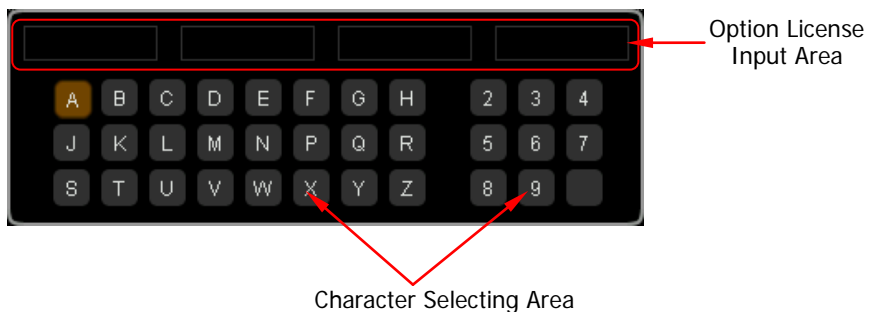 Option License
Input Area
A B C D E F G H 2 3 4
J K L M N P Q R 5 6 7
S T U V W X Y Z 8 9
Character Selecting Area